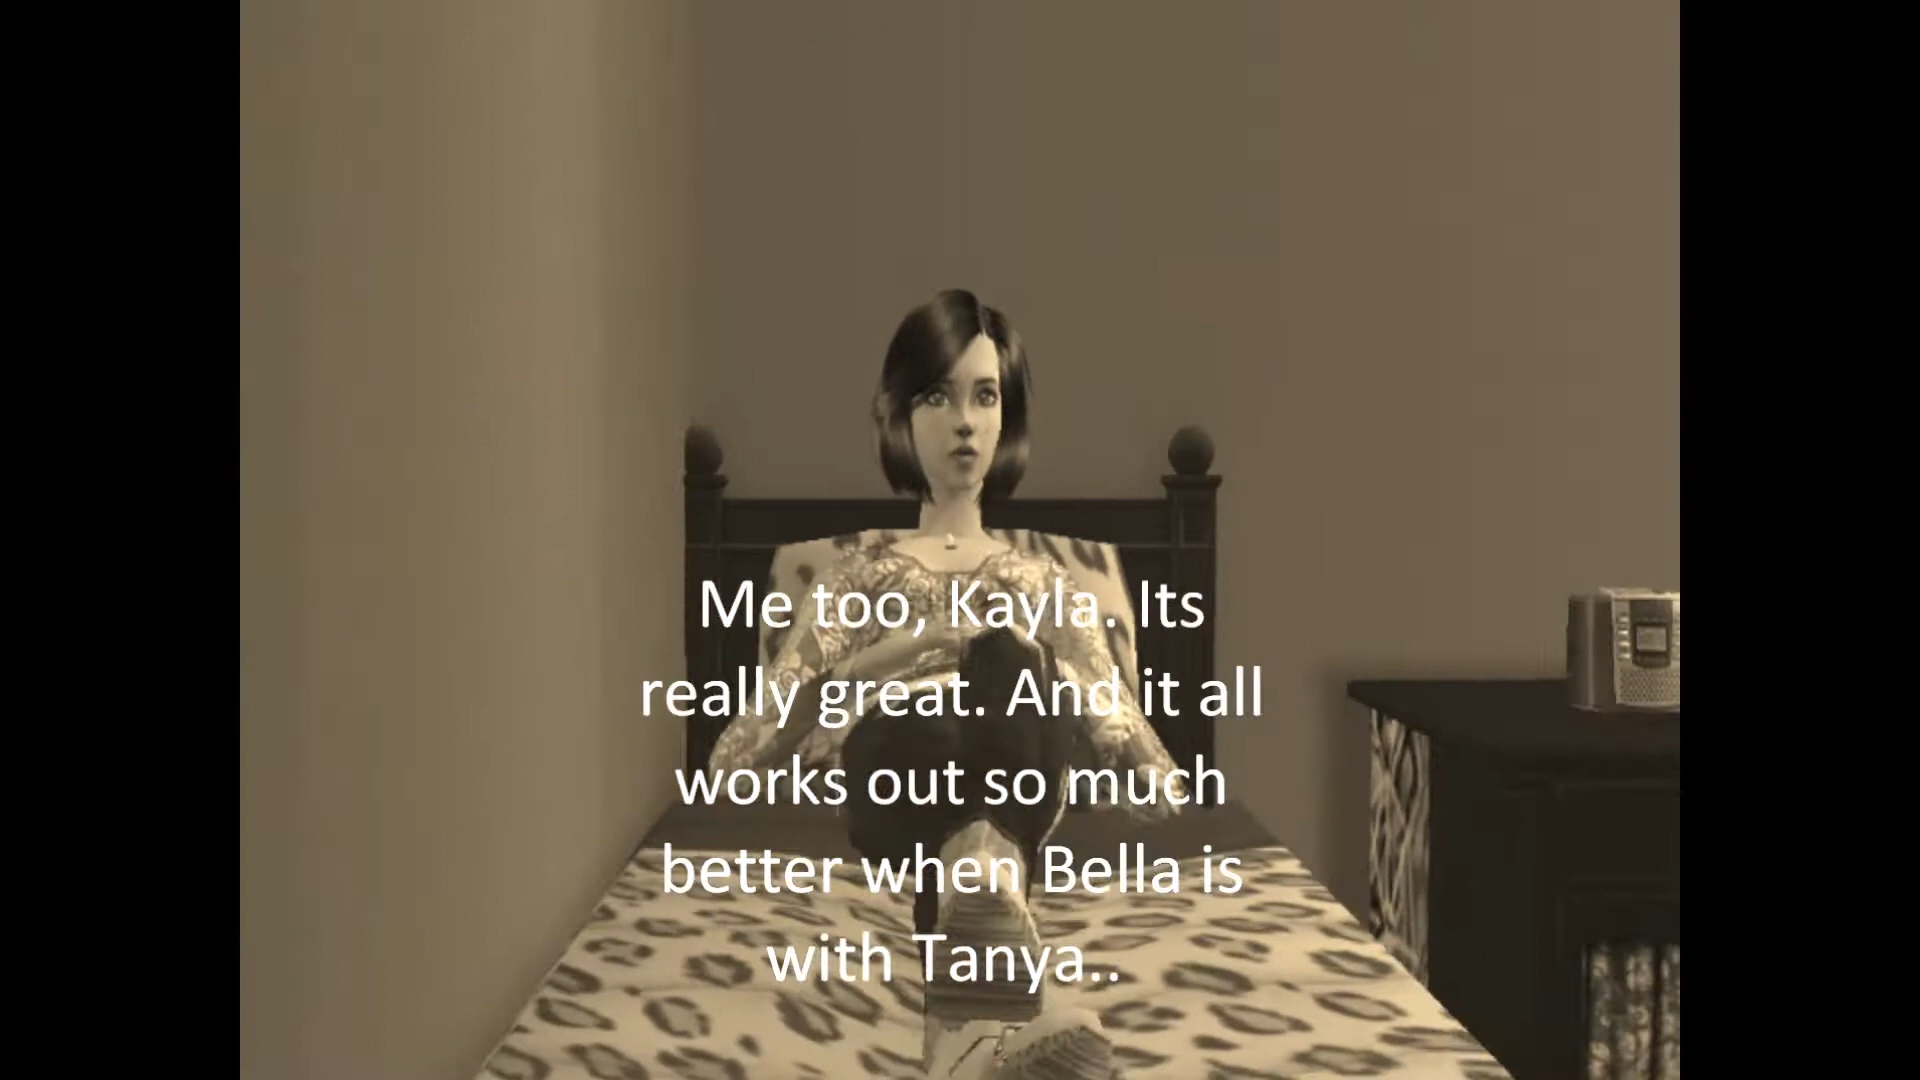 Me too, Kayla. Its
really great. And it all
works out so much
better when Bella is
with Tanya..